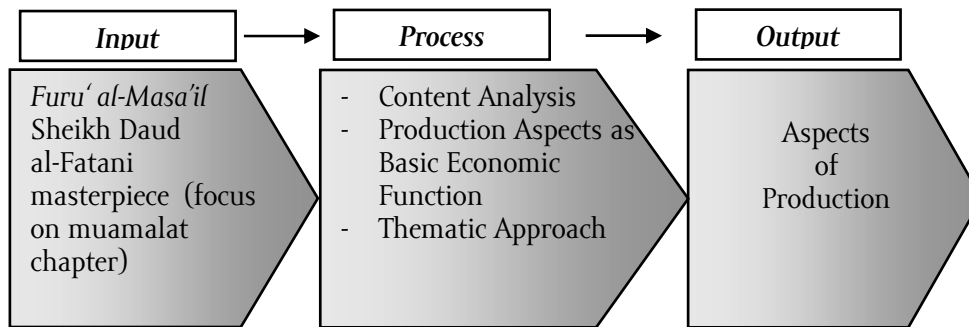 Input
Process
Output
Furu‘ al-Masa’il
Sheikh Daud
al-Fatani
masterpiece (focus
on muamalat
chapter)
- Content Analysis
- Production Aspects as
Basic Economic
Function
- Thematic Approach
Aspects
of
Production